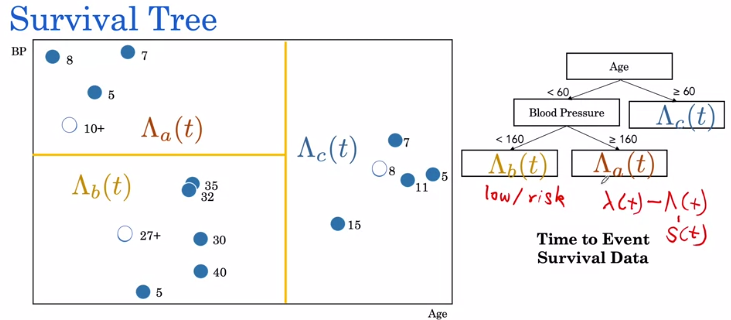 Survival Tree
BP
8
7
5
10+
Λa(t)
Λb(t)
35
32
27+
30
40
5
Λc(t)
7
8
5
11
15
Age
Age
< 60
≥ 60
Blood Pressure
Λc(t)
< 160
≥ 160
Λb(t)
Λa(t)
low/risk
λ(t) − Λ(t)
S(t)
Time to Event
Survival Data